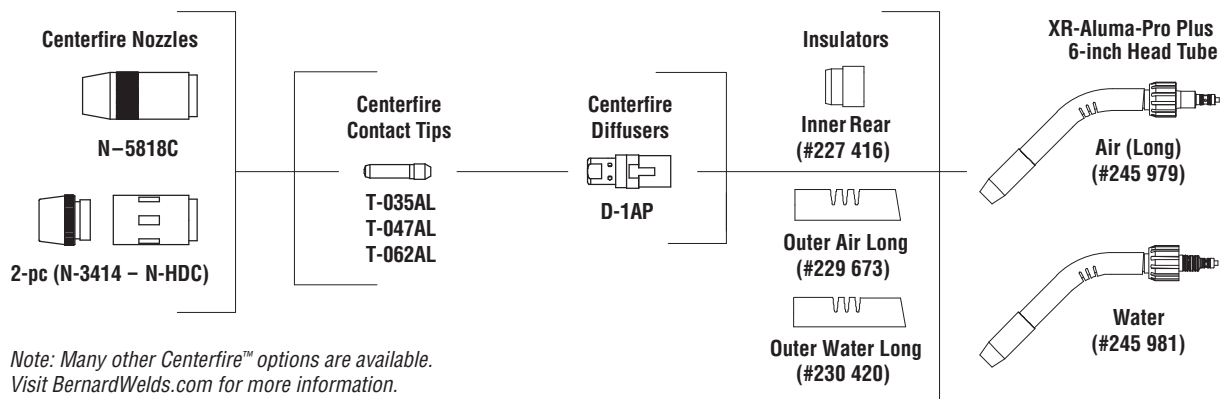 Centerfire Nozzles
N–5818C
2-pc (N-3414 – N-HDC)
Centerfire
Contact Tips
T-035AL
T-047AL
T-062AL
Centerfire
Diffusers
D-1AP
Insulators
Inner Rear
(#227 416)
Outer Air Long
(#229 673)
Outer Water Long
(#230 420)
XR-Aluma-Pro Plus
6-inch Head Tube
Air (Long)
(#245 979)
Water
(#245 981)
Note: Many other Centerfire™ options are available.
Visit BernardWelds.com for more information.